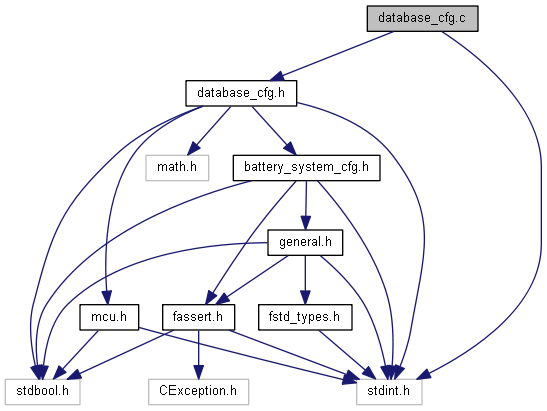 database_cfg.c
database_cfg.h
math.h
battery_system_cfg.h
general.h
mcu.h
fassert.h
fstd_types.h
stdbool.h
CException.h
stdint.h